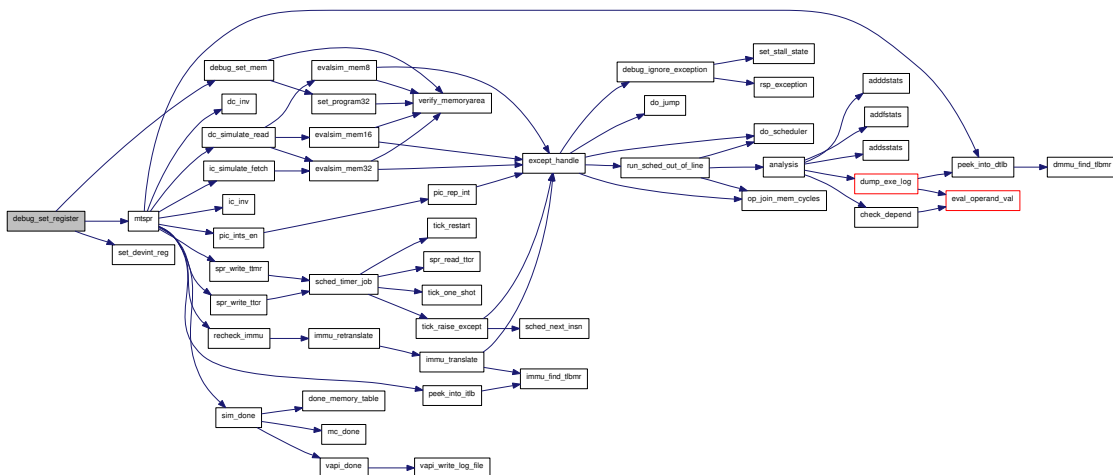 debug_set_register
debug_set_mem
mtspr
set_devint_reg
dc_inv
dc_simulate_read
ic_simulate_fetch
ic_inv
pic_ints_en
spr_write_ttmr
spr_write_ttcr
recheck_immu
sim_done
evalsim_mem8
set_program32
evalsim_mem16
evalsim_mem32
sched_timer_job
immu_retranslate
done_memory_table
mc_done
vapi_done
verify_memoryarea
pic_rep_int
tick_restart
spr_read_ttcr
tick_one_shot
tick_raise_except
immu_translate
peek_into_itlb
vapi_write_log_file
except_handle
sched_next_insn
immu_find_tlbmr
debug_ignore_exception
do_jump
run_sched_out_of_line
set_stall_state
rsp_exception
do_scheduler
analysis
op_join_mem_cycles
adddstats
addfstats
addsstats
dump_exe_log
check_depend
peek_into_dtlb
eval_operand_val
dmmu_find_tlbmr